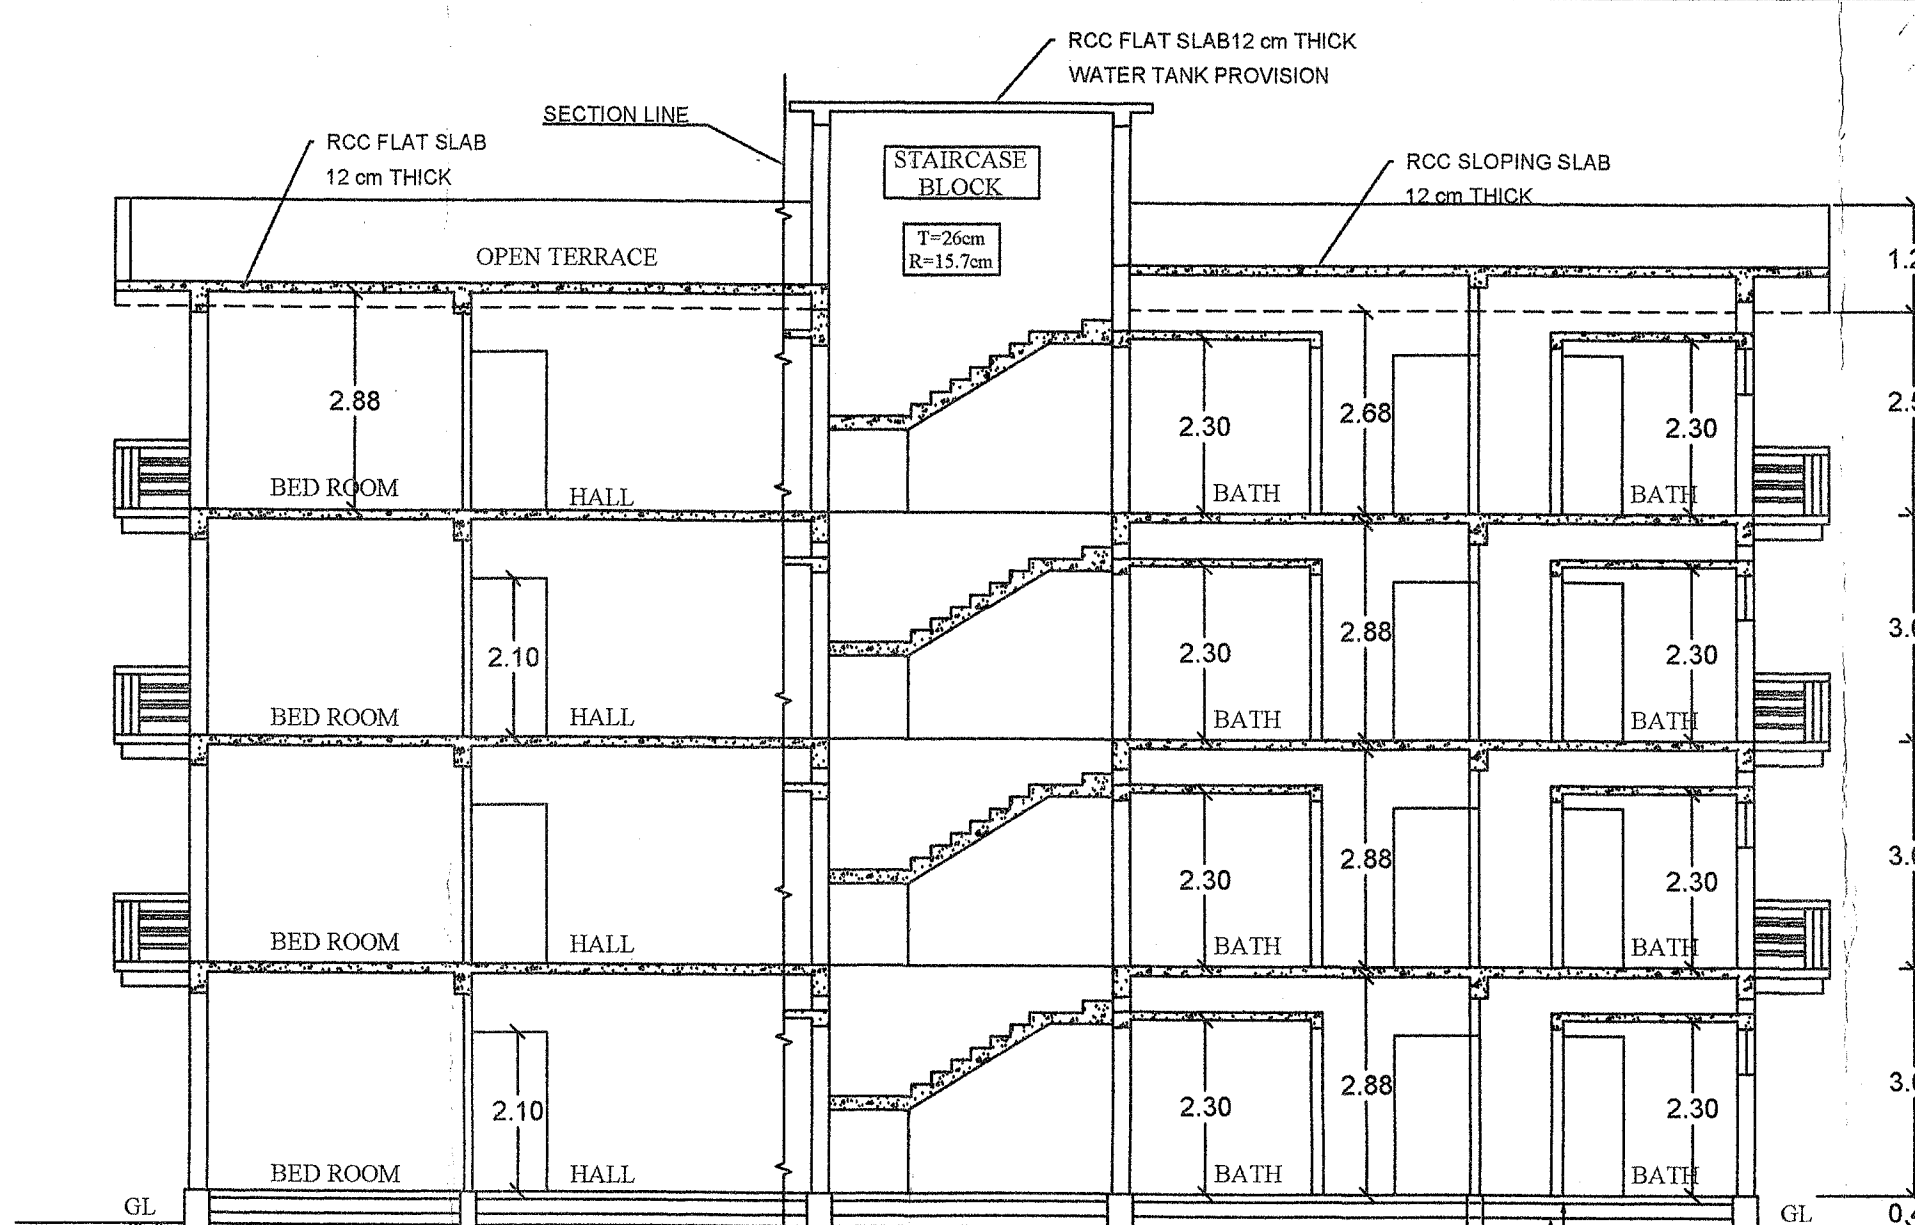 RCC FLAT SLAB12 cm THICK
WATER TANK PROVISION
SECTION LINE
RCC FLAT SLAB
12 cm THICK
STAIRCASE
BLOCK
RCC SLOPING SLAB
12 cm THICK
T=26cm
R=15.7cm
OPEN TERRACE
2.88
2.30
2.68
2.30
BED ROOM
HALL
BATH
BATH
2.10
2.30
2.88
2.30
BED ROOM
HALL
BATH
BATH
2.30
2.88
2.30
BED ROOM
HALL
BATH
BATH
2.10
2.30
2.88
2.30
BED ROOM
HALL
BATH
BATH
GL
GL